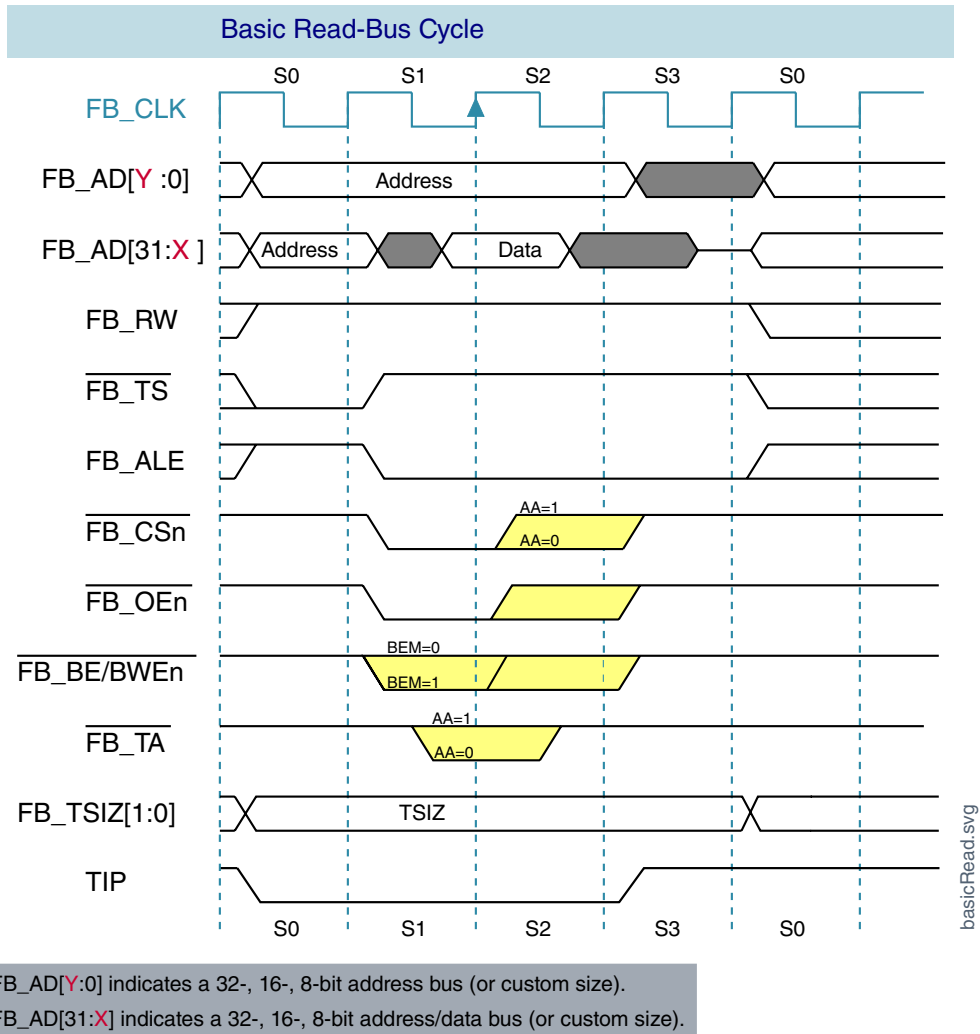 Basic Read-Bus Cycle
S0 S1 S2 S3 S0
FB_CLK
FB_AD[Y :0] Address
FB_AD[31:X ] Address Data
FB_RW
FB_TS
FB_ALE
AA=1
FB_CSn
AA=0
FB_OEn
BEM=0
FB_BE/BWEn
BEM=1
AA=1
FB_TA
AA=0
FB_TSIZ[1:0] TSIZ
TIP
S0 S1 S2 S3 S0
basicRead.svg
FB_AD[Y:0] indicates a 32-, 16-, 8-bit address bus (or custom size).
FB_AD[31:X] indicates a 32-, 16-, 8-bit address/data bus (or custom size).